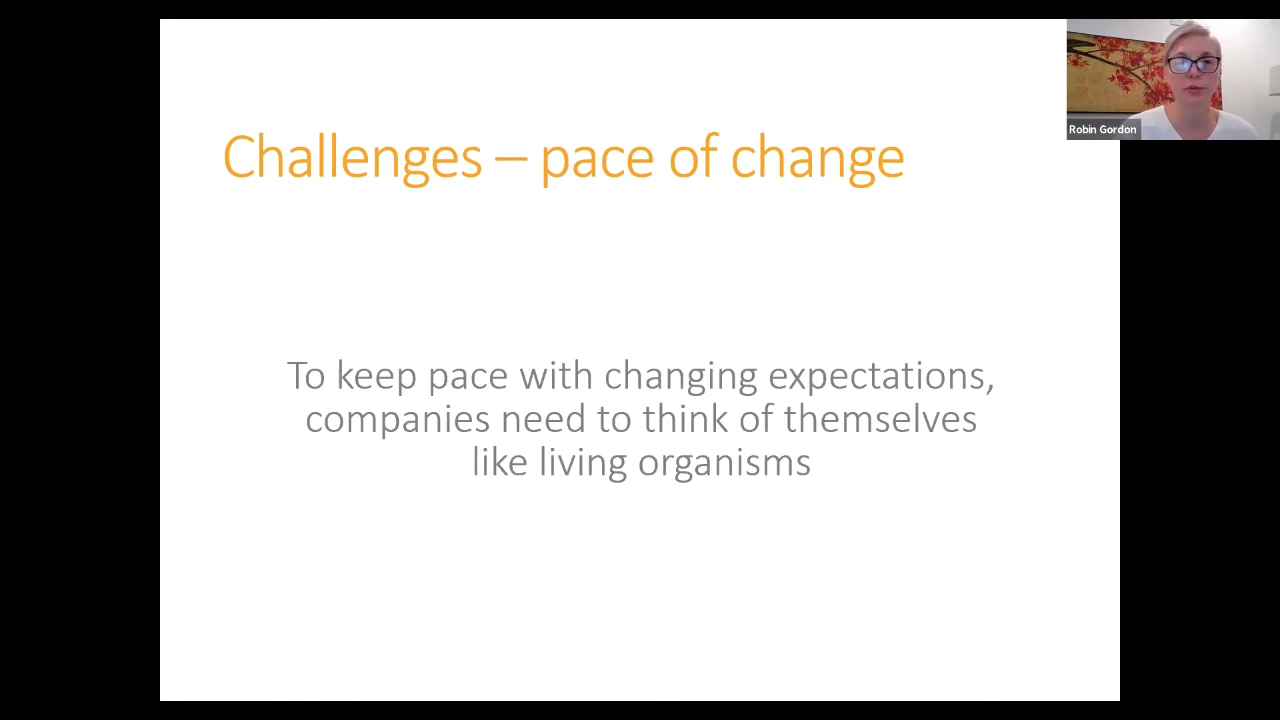 Challenges – pace of change
To keep pace with changing expectations,
companies need to think of themselves
like living organisms
Robin Gordon